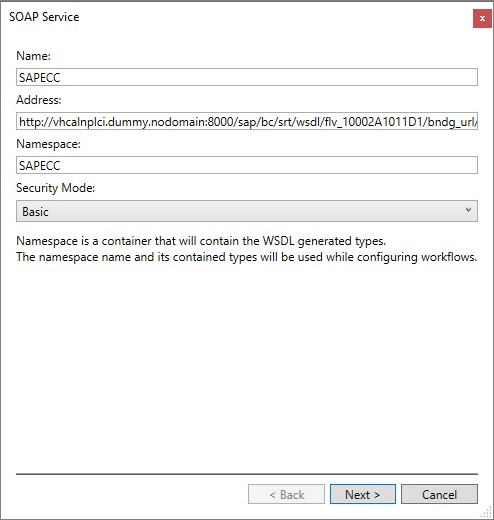 SOAP Service
x
Name:
SAPECC
Address:
http://vhcalnplci.dummy.nodomain:8000/sap/bc/srt/wsdl/flv_10002A1011D1/bndg_url/
Namespace:
SAPECC
Security Mode:
Basic
Namespace is a container that will contain the WSDL generated types.
The namespace name and its contained types will be used while configuring workflows.
< Back Next > Cancel